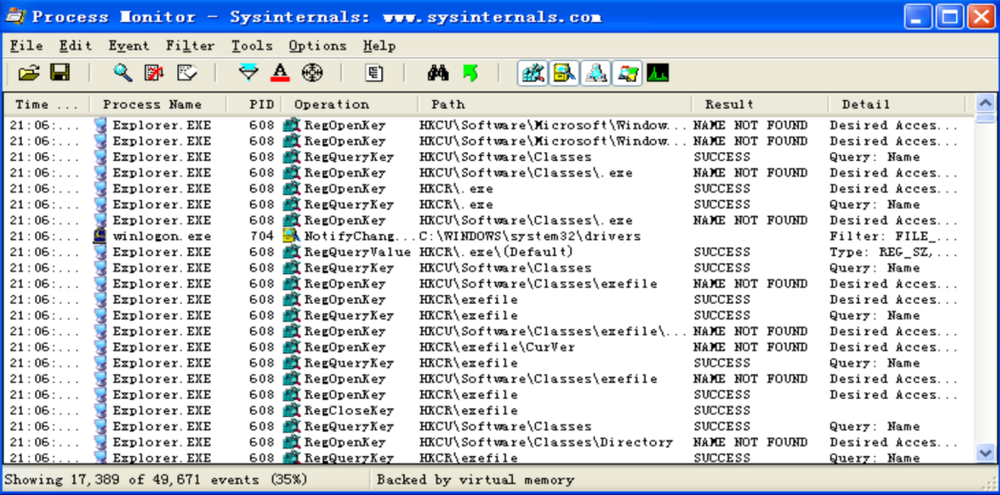 Process Monitor - Sysinternals: www.sysinternals.com
File Edit Event Filter Tools Options Help
Time ... Process Name PID Operation Path Result Detail
21:06:... Explorer.EXE 608 RegOpenKey HKCU\Software\Microsoft\Window... NAME NOT FOUND Desired Acces...
21:06:... Explorer.EXE 608 RegOpenKey HKCU\Software\Microsoft\Window... NAME NOT FOUND Desired Acces...
21:06:... Explorer.EXE 608 RegQueryKey HKCU\Software\Classes SUCCESS Query: Name
21:06:... Explorer.EXE 608 RegOpenKey HKCU\Software\Classes\.exe NAME NOT FOUND Desired Acces...
21:06:... Explorer.EXE 608 RegOpenKey HKCR\.exe SUCCESS Desired Acces...
21:06:... Explorer.EXE 608 RegQueryKey HKCR\.exe SUCCESS Query: Name
21:06:... Explorer.EXE 608 RegOpenKey HKCU\Software\Classes\.exe NAME NOT FOUND Desired Acces...
21:06:... winlogon.exe 704 NotifyChang... C:\WINDOWS\system32\drivers Filter: FILE_...
21:06:... Explorer.EXE 608 RegQueryValue HKCR\.exe\(Default) SUCCESS Type: REG_SZ,...
21:06:... Explorer.EXE 608 RegQueryKey HKCU\Software\Classes SUCCESS Query: Name
21:06:... Explorer.EXE 608 RegOpenKey HKCU\Software\Classes\exefile NAME NOT FOUND Desired Acces...
21:06:... Explorer.EXE 608 RegOpenKey HKCR\exefile SUCCESS Desired Acces...
21:06:... Explorer.EXE 608 RegQueryKey HKCR\exefile SUCCESS Query: Name
21:06:... Explorer.EXE 608 RegOpenKey HKCU\Software\Classes\exefile\... NAME NOT FOUND Desired Acces...
21:06:... Explorer.EXE 608 RegOpenKey HKCR\exefile\CurVer NAME NOT FOUND Desired Acces...
21:06:... Explorer.EXE 608 RegQueryKey HKCR\exefile SUCCESS Query: Name
21:06:... Explorer.EXE 608 RegOpenKey HKCU\Software\Classes\exefile NAME NOT FOUND Desired Acces...
21:06:... Explorer.EXE 608 RegOpenKey HKCR\exefile SUCCESS Desired Acces...
21:06:... Explorer.EXE 608 RegCloseKey HKCR\exefile SUCCESS
21:06:... Explorer.EXE 608 RegQueryKey HKCU\Software\Classes SUCCESS Query: Name
21:06:... Explorer.EXE 608 RegOpenKey HKCU\Software\Classes\Directory NAME NOT FOUND Desired Acces...
21:06:... Explorer.EXE 608 RegQueryKey HKCR\exefile SUCCESS Query: Name
Showing 17,389 of 49,671 events (35%) Backed by virtual memory